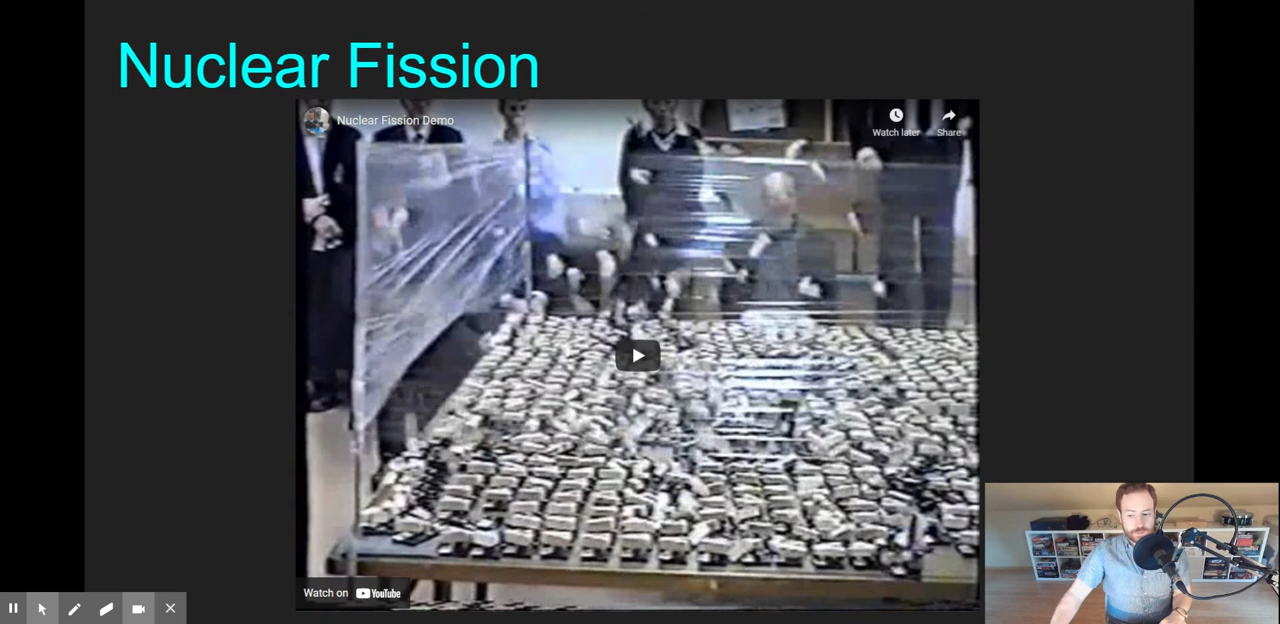 Nuclear Fission
Nuclear Fission Demo
Watch later
Share
Watch on YouTube